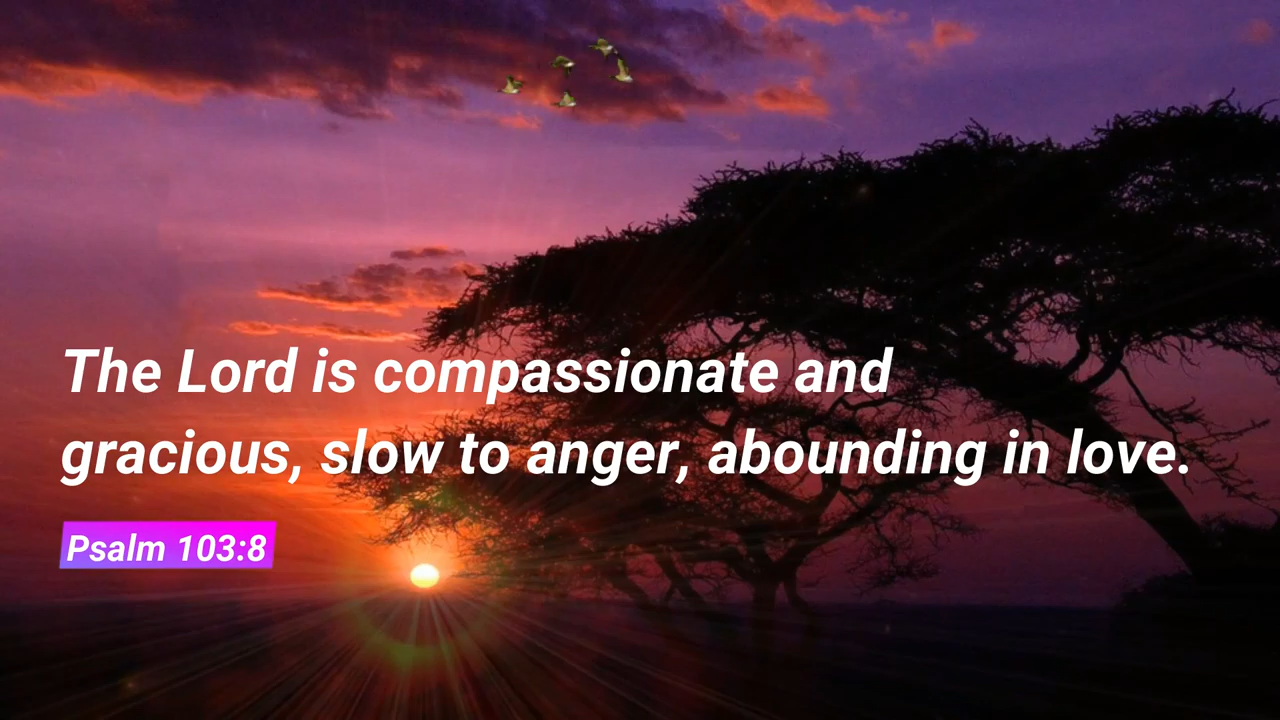 The Lord is compassionate and
gracious, slow to anger, abounding in love.
Psalm 103:8